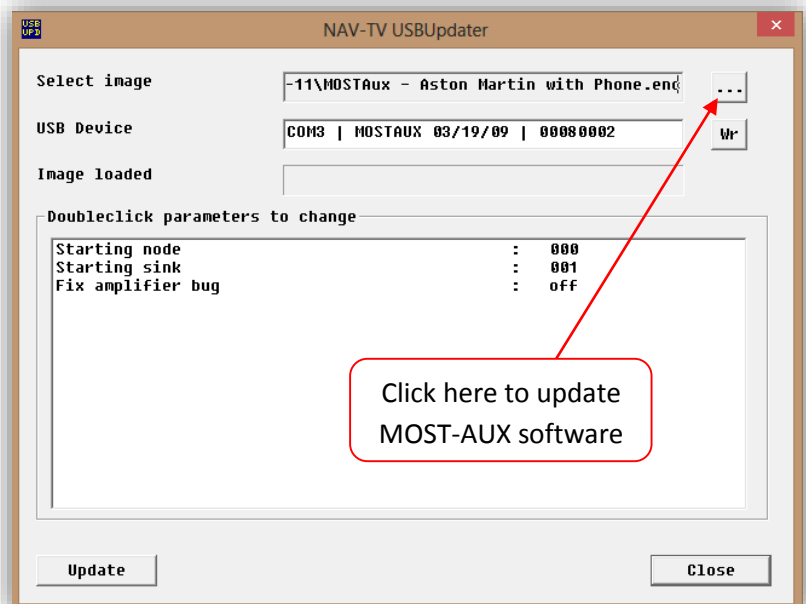 USB
UPD
NAV-TV USBUpdater
×
Select image
-11\MOSTAux - Aston Martin with Phone.enc
...
USB Device
COM3 | MOSTAUX 03/19/09 | 00080002
Wr
Image loaded
Doubleclick parameters to change
Starting node : 000
Starting sink : 001
Fix amplifier bug : off
Click here to update
MOST-AUX software
Update
Close